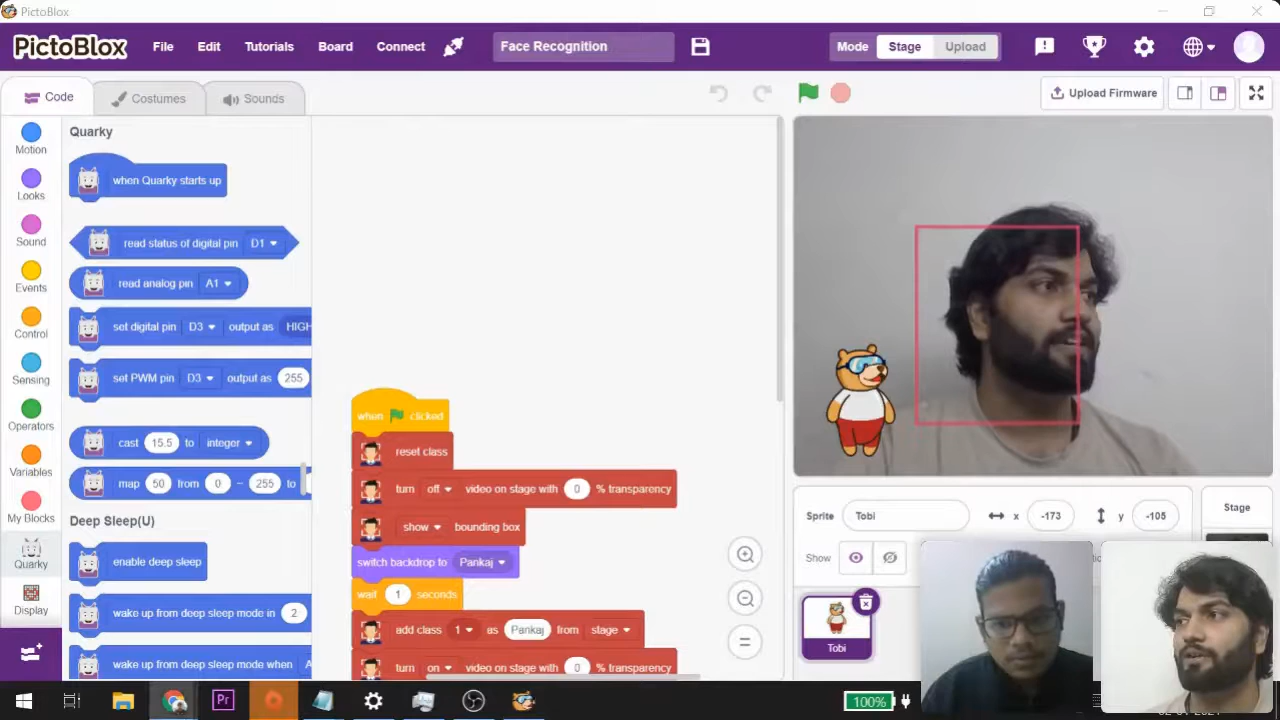 PictoBlox
PictoBlox File Edit Tutorials Board Connect Face Recognition Mode Stage Upload
Code Costumes Sounds Upload Firmware
Motion
Looks
Sound
Events
Control
Sensing
Operators
Variables
My Blocks
Quarky
Display
Quarky
when Quarky starts up
read status of digital pin D1
read analog pin A1
set digital pin D3 output as HIGH
set PWM pin D3 output as 255
cast 15.5 to integer
map 50 from 0 ~ 255 to
Deep Sleep(U)
enable deep sleep
wake up from deep sleep mode in 2
wake up from deep sleep mode when
when clicked
reset class
turn off video on stage with 0 % transparency
show bounding box
switch backdrop to Pankaj
wait 1 seconds
add class 1 as Pankaj from stage
turn on video on stage with 0 % transparency
Sprite Tobi x -173 y -105
Show
Tobi
Stage
Pr
100%